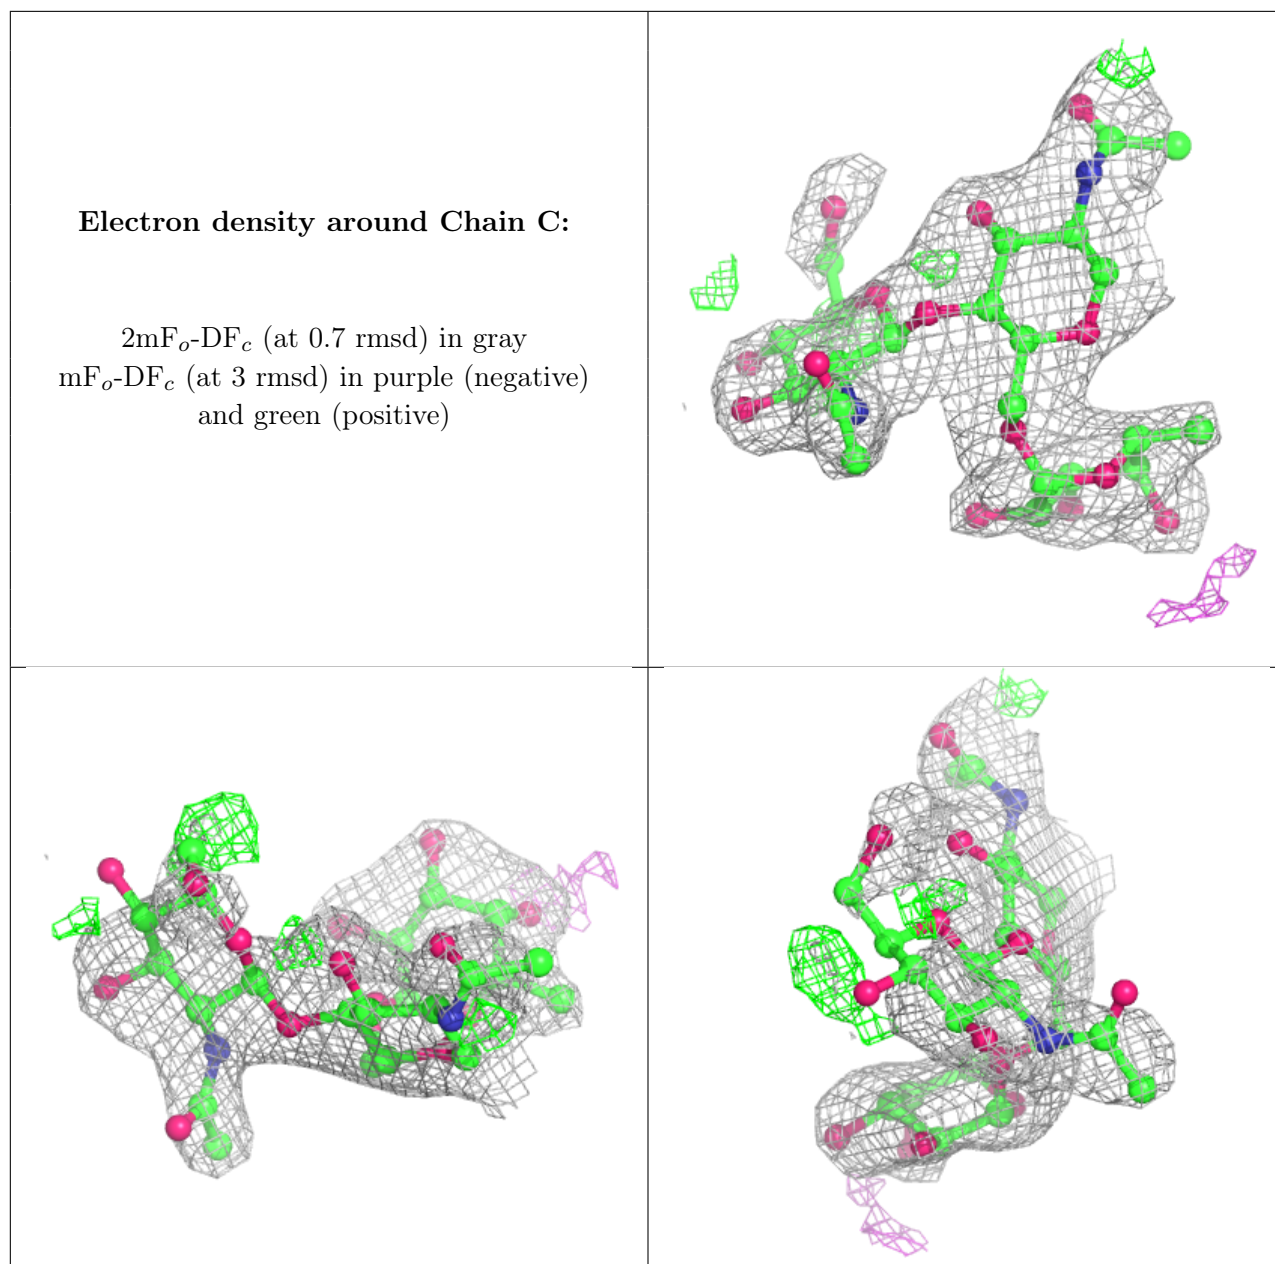 Electron density around Chain C:
2mFₒ-DF𝒸 (at 0.7 rmsd) in gray
mFₒ-DF𝒸 (at 3 rmsd) in purple (negative)
and green (positive)